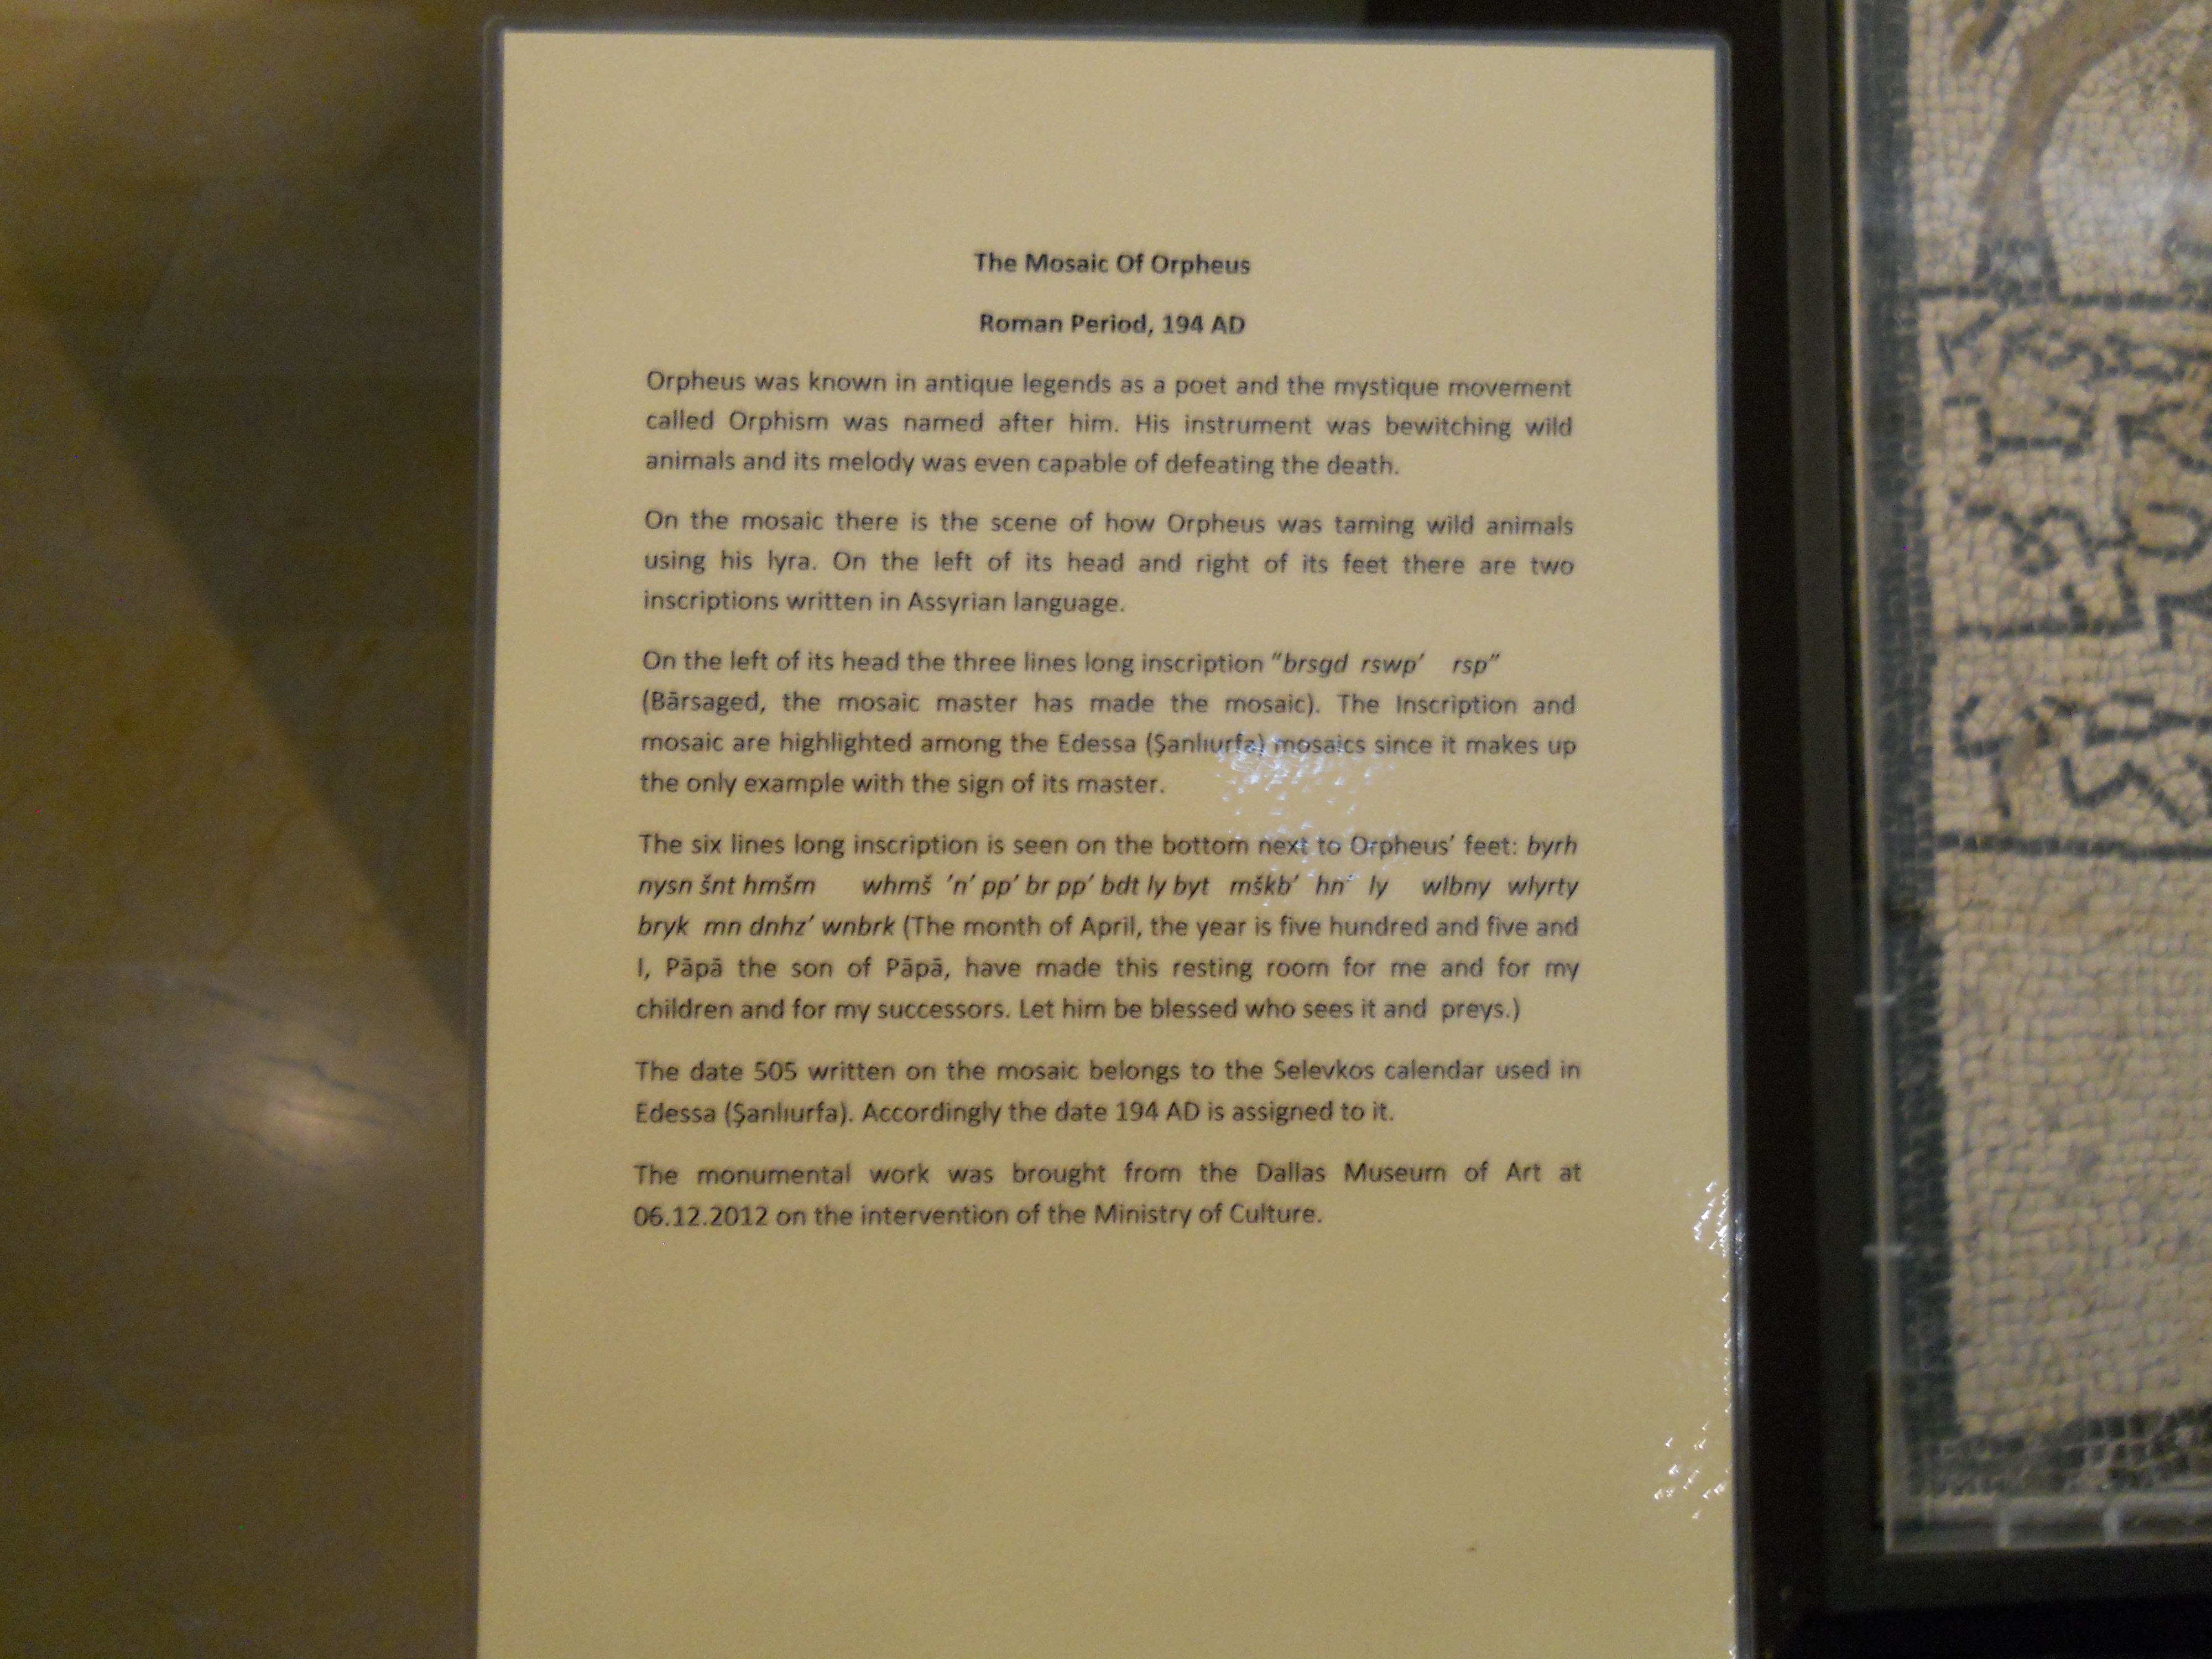 The Mosaic Of Orpheus
Roman Period, 194 AD
Orpheus was known in antique legends as a poet and the mystique movement
called Orphism was named after him. His instrument was bewitching wild
animals and its melody was even capable of defeating the death.
On the mosaic there is the scene of how Orpheus was taming wild animals
using his lyra. On the left of its head and right of its feet there are two
inscriptions written in Assyrian language.
On the left of its head the three lines long inscription “brsgd rswp’ rsp”
(Bārsaged, the mosaic master has made the mosaic). The Inscription and
mosaic are highlighted among the Edessa (Şanlıurfa) mosaics since it makes up
the only example with the sign of its master.
The six lines long inscription is seen on the bottom next to Orpheus’ feet: byrh
nysn šnt hmšm whmš ’n’ pp’ br pp’ bdt ly byt mškb’ hn’ ly wlbny wlyrty
bryk mn dnhz’ wnbrk (The month of April, the year is five hundred and five and
I, Pāpā the son of Pāpā, have made this resting room for me and for my
children and for my successors. Let him be blessed who sees it and preys.)
The date 505 written on the mosaic belongs to the Selevkos calendar used in
Edessa (Şanlıurfa). Accordingly the date 194 AD is assigned to it.
The monumental work was brought from the Dallas Museum of Art at
06.12.2012 on the intervention of the Ministry of Culture.